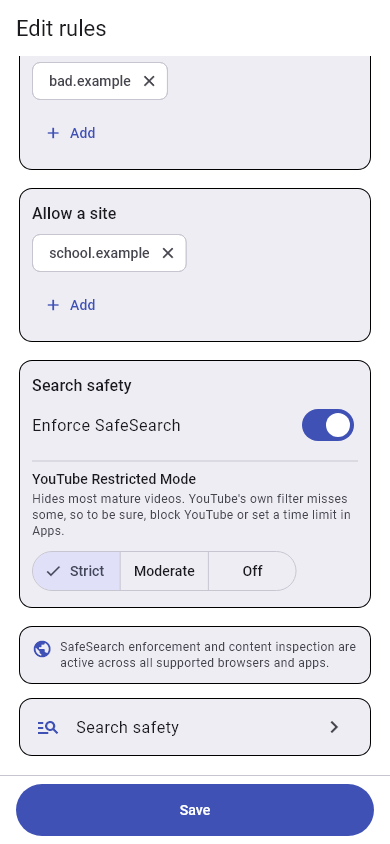 Edit rules
bad.example
Add
Allow a site
school.example
Add
Search safety
Enforce SafeSearch
YouTube Restricted Mode
Hides most mature videos. YouTube's own filter misses
some, so to be sure, block YouTube or set a time limit in
Apps.
Strict
Moderate
Off
SafeSearch enforcement and content inspection are
active across all supported browsers and apps.
Search safety
Save